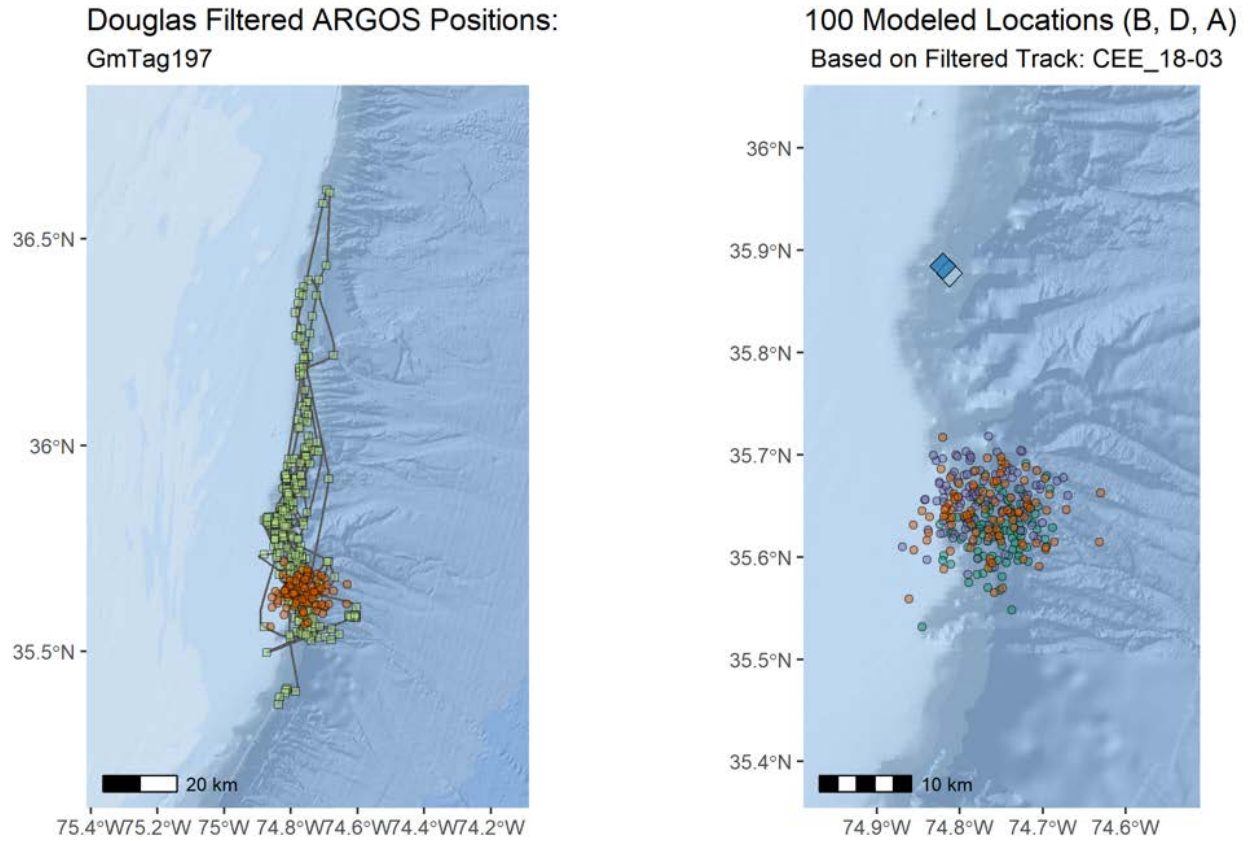 Douglas Filtered ARGOS Positions:
GmTag197
36.5°N
36°N
35.5°N
20 km
75.4°W75.2°W 75°W 74.8°W74.6°W74.4°W74.2°W
100 Modeled Locations (B, D, A)
Based on Filtered Track: CEE_18-03
36°N
35.9°N
35.8°N
35.7°N
35.6°N
35.5°N
35.4°N
10 km
74.9°W 74.8°W 74.7°W 74.6°W